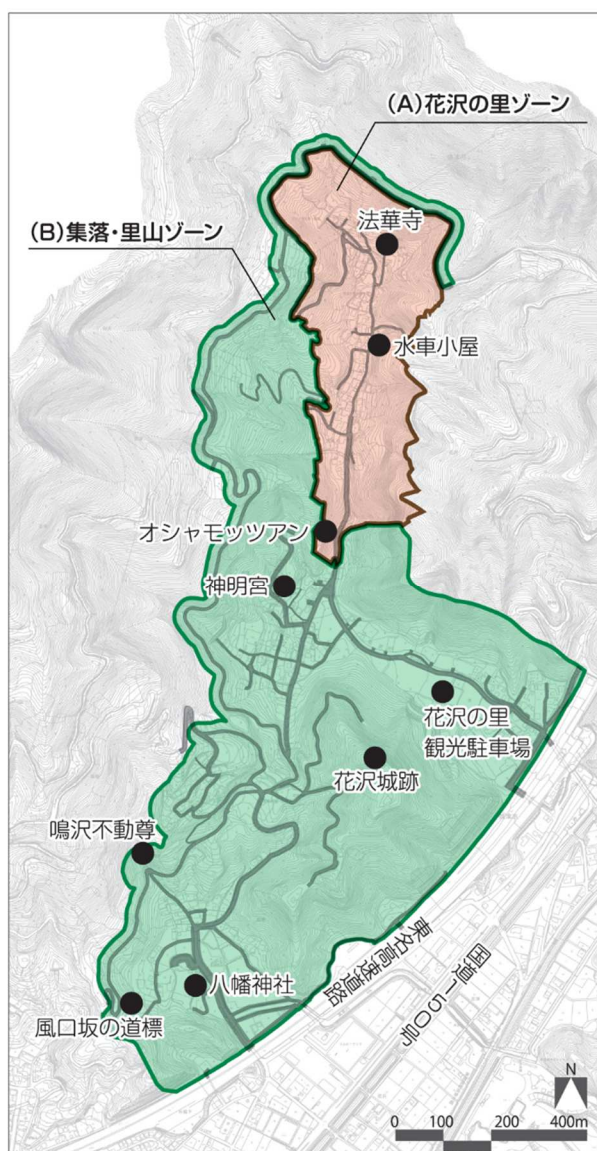 (A)花沢の里ゾーン
法華寺
(B)集落・里山ゾーン
水車小屋
オシャモッツアン
神明宮
花沢の里
観光駐車場
花沢城跡
鳴沢不動尊
東名高速道路
国道150号
八幡神社
風口坂の道標
N
0 100 200 400m